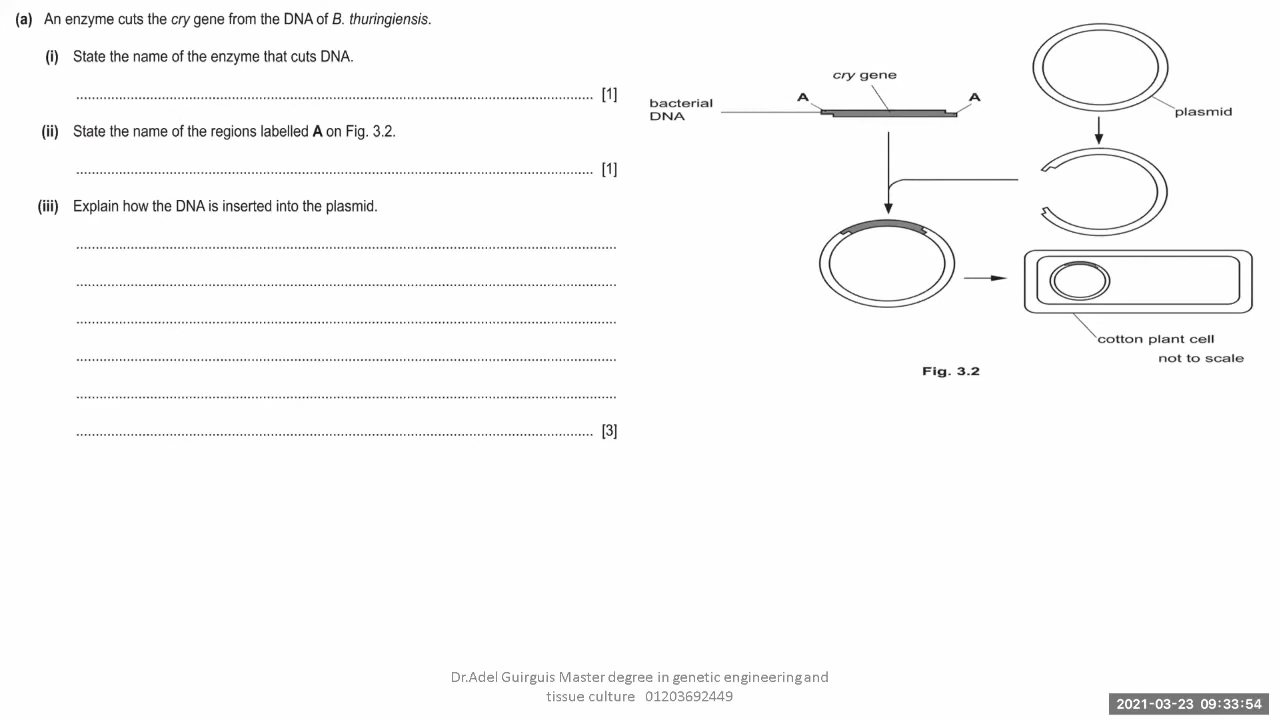 (a) An enzyme cuts the cry gene from the DNA of B. thuringiensis.
(i) State the name of the enzyme that cuts DNA.
[1]
(ii) State the name of the regions labelled A on Fig. 3.2.
[1]
(iii) Explain how the DNA is inserted into the plasmid.
[3]
cry gene
A
A
bacterial
DNA
plasmid
cotton plant cell
not to scale
Fig. 3.2
Dr.Adel Guirguis Master degree in genetic engineering and
tissue culture 01203692449
2021-03-23 09:33:54